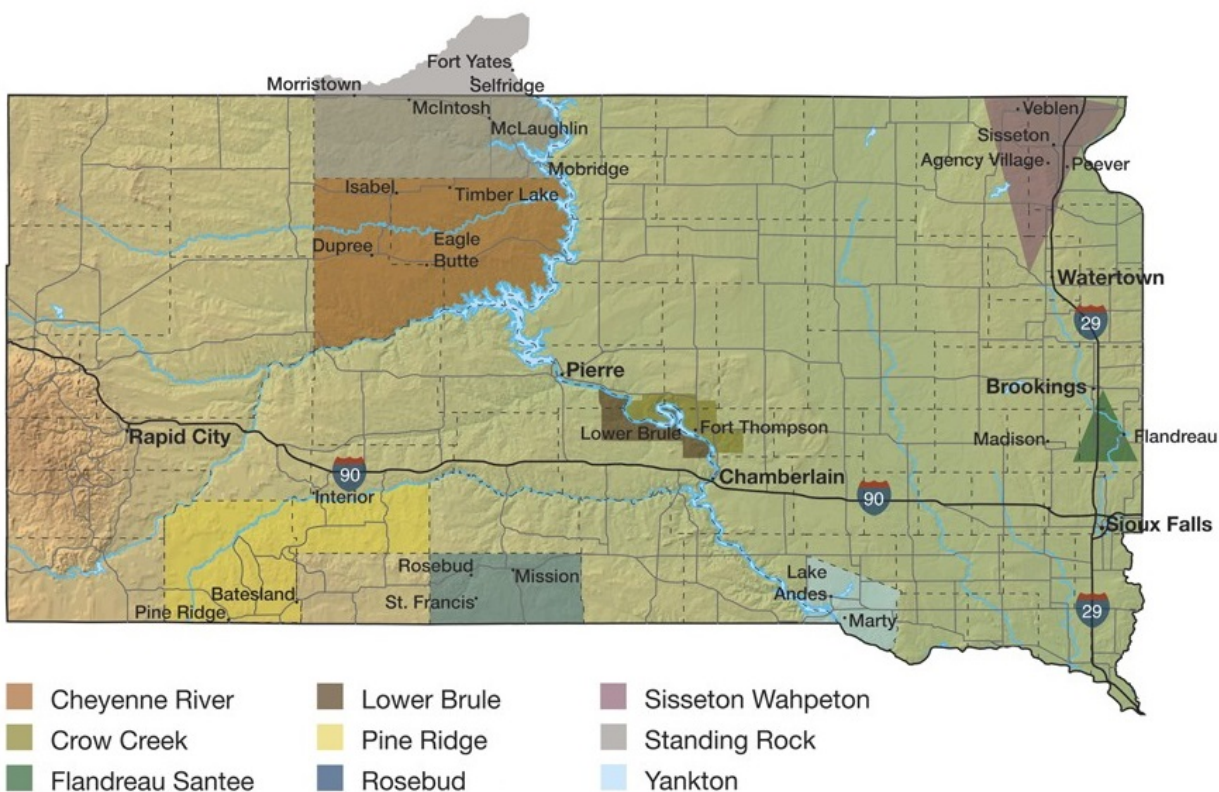 Fort Yates
Morristown
Selfridge
McIntosh
Veblen
McLaughlin
Sisseton
Agency Village
Peever
Mobridge
Isabel
Timber Lake
Dupree
Eagle
Butte
Watertown
29
Pierre
Brookings
Lower Brule
Fort Thompson
Rapid City
Madison
Flandreau
90
Chamberlain
Interior
90
Sioux Falls
Rosebud
Mission
Lake
Andes
Batesland
St. Francis
29
Pine Ridge
Marty
Cheyenne River
Lower Brule
Sisseton Wahpeton
Crow Creek
Pine Ridge
Standing Rock
Flandreau Santee
Rosebud
Yankton